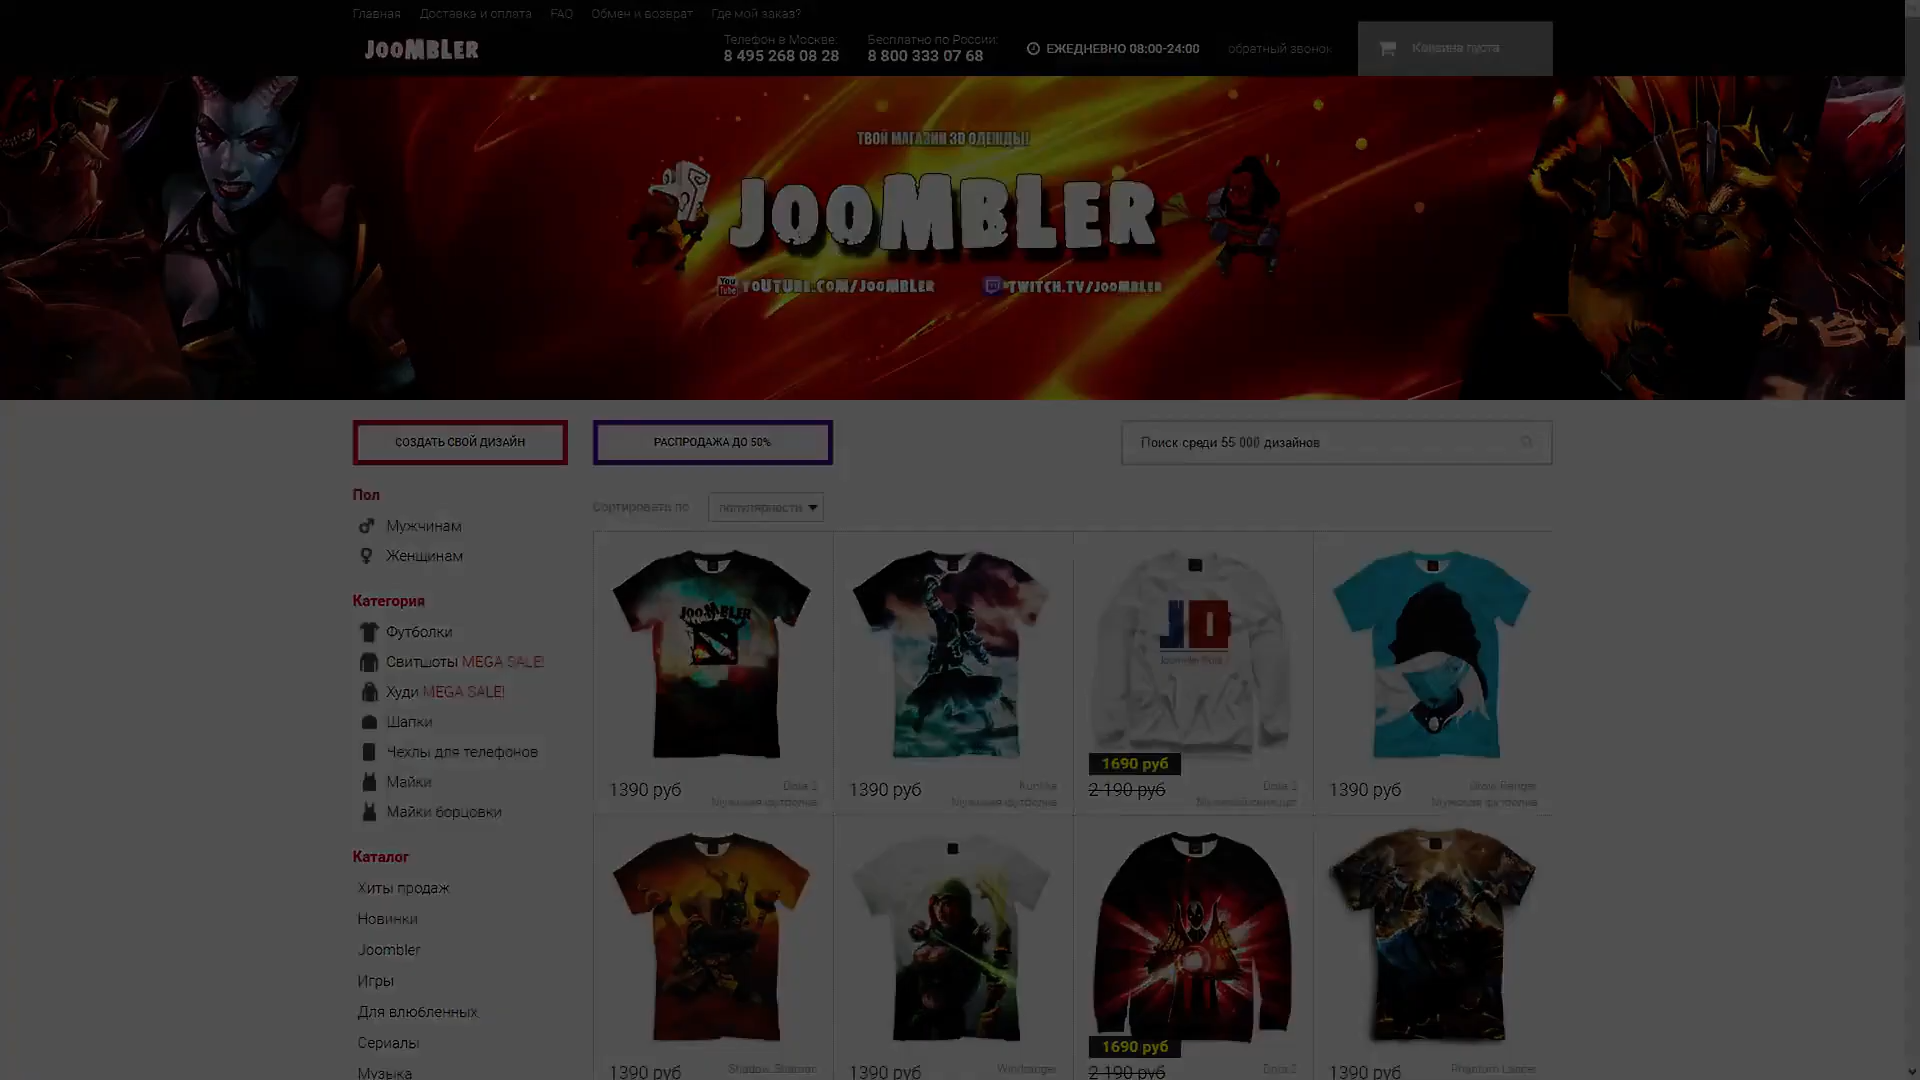 Главная Доставка и оплата FAQ Обмен и возврат Где мой заказ?
JOOMBLER
Телефон в Москве: Бесплатно по России:
8 495 268 08 28 8 800 333 07 68 ЕЖЕДНЕВНО 08:00-24:00 обратный звонок Корзина пуста
ТВОЙ МАГАЗИН 3D ОДЕЖДЫ!
JOOMBLER
YOUTUBE.COM/JOOMBLER TWITCH.TV/JOOMBLER
СОЗДАТЬ СВОЙ ДИЗАЙН РАСПРОДАЖА ДО 50% Поиск среди 55 000 дизайнов
Сортировать по популярности
Пол
Мужчинам
Женщинам
Категория
Футболки
Свитшоты MEGA SALE!
Худи MEGA SALE!
Шапки
Чехлы для телефонов
Майки
Майки борцовки
Каталог
Хиты продаж
Новинки
Joombler
Игры
Для влюбленных
Сериалы
Музыка
JOOMBLER
JO
1690 руб
1390 руб Dota 2 1390 руб Kunkka 2 190 руб Dota 2 1390 руб Drow Ranger
Мужская футболка Мужская футболка Мужской свитшот Мужская футболка
1690 руб
1390 руб Shadow Shaman 1390 руб Windranger 2 190 руб Dota 2 1390 руб Phantom Lancer